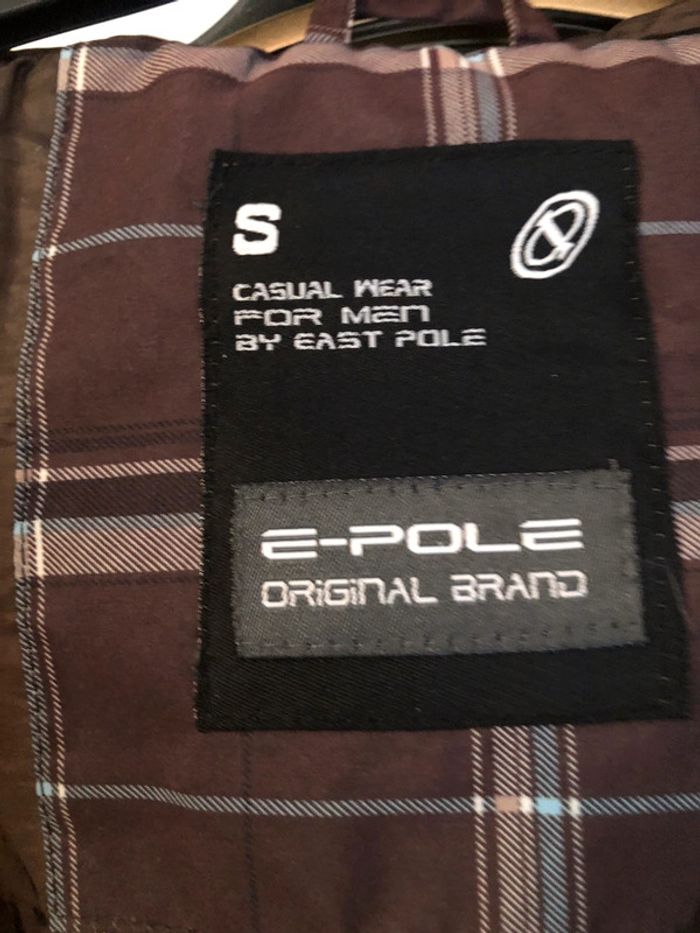 S
CASUAL WEAR
FOR MEN
BY EAST POLE
E-POLE
ORiGiNAL BRAND